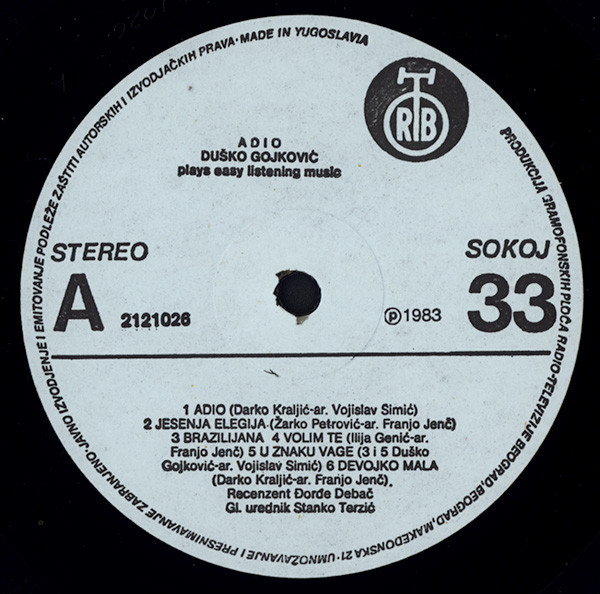 JAVNO IZVODJENJE I EMITOVANJE PODLEŽE ZAŠTITI AUTORSKIH I IZVODJAČKIH PRAVA · MADE IN YUGOSLAVIA
RTB
PRODUKCIJA GRAMOFONSKIH PLOČA RADIO-TELEVIZIJE BEOGRAD, BEOGRAD, MAKEDONSKA 21 · UMNOŽAVANJE I PRESNIMAVANJE ZABRANJENO ·
ADIO
DUŠKO GOJKOVIĆ
plays easy listening music
STEREO
SOKOJ
A 2121026
℗1983 33
1 ADIO (Darko Kraljić-ar. Vojislav Simić)
2 JESENJA ELEGIJA (Žarko Petrović-ar. Franjo Jenč)
3 BRAZILIJANA 4 VOLIM TE (Ilija Genić-ar.
Franjo Jenč) 5 U ZNAKU VAGE (3 i 5 Duško
Gojković-ar. Vojislav Simić) 6 DEVOJKO MALA
(Darko Kraljić-ar. Franjo Jenč).
Recenzent Đorđe Debač
Gl. urednik Stanko Terzić